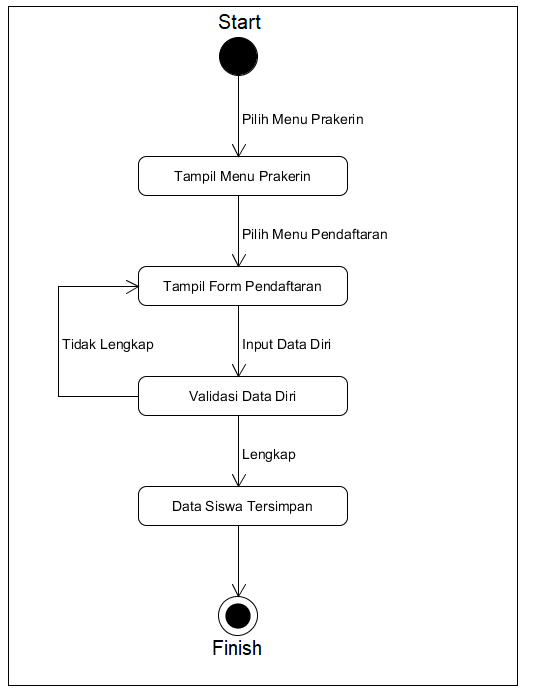 Start
Pilih Menu Prakerin
Tampil Menu Prakerin
Pilih Menu Pendaftaran
Tampil Form Pendaftaran
Tidak Lengkap
Input Data Diri
Validasi Data Diri
Lengkap
Data Siswa Tersimpan
Finish